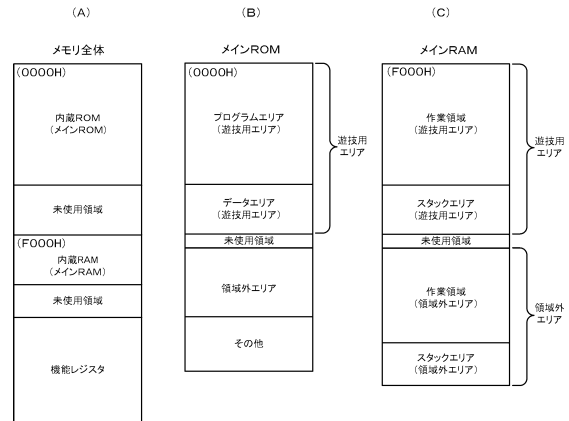 (A)
メモリ全体
(0000H)
内蔵ROM
(メインROM)
未使用領域
(F000H)
内蔵RAM
(メインRAM)
未使用領域
機能レジスタ
(B)
メインROM
(0000H)
プログラムエリア
(遊技用エリア)
データエリア
(遊技用エリア)
未使用領域
領域外エリア
その他
遊技用
エリア
(C)
メインRAM
(F000H)
作業領域
(遊技用エリア)
スタックエリア
(遊技用エリア)
未使用領域
作業領域
(領域外エリア)
スタックエリア
(領域外エリア)
遊技用
エリア
領域外
エリア